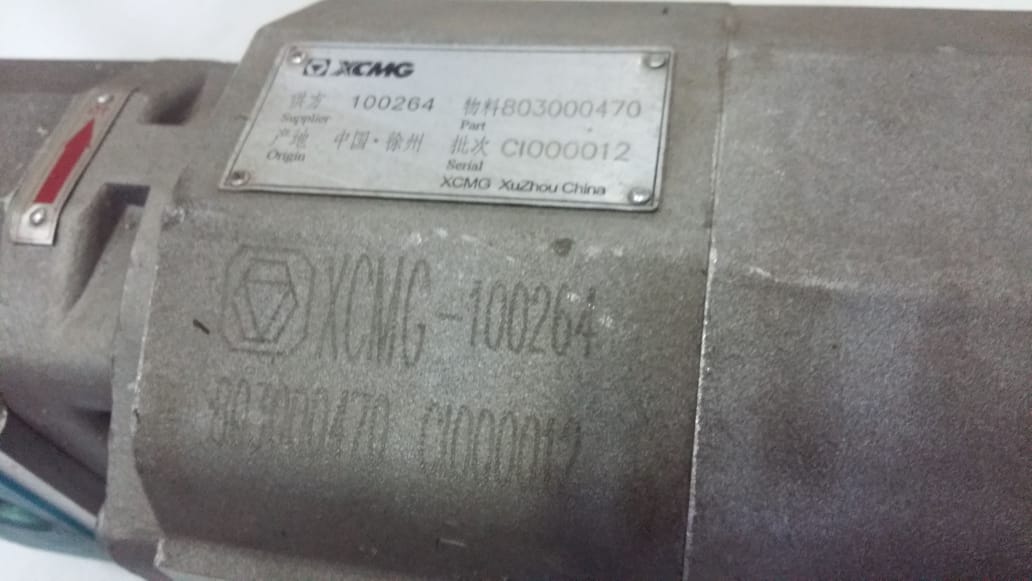 XCMG
供方 100264 物料803000470
Supplier Part
产地 中国·徐州 批次 CI000012
Origin Serial
XCMG XuZhou China
XCMG-100264
803000470 CI000012